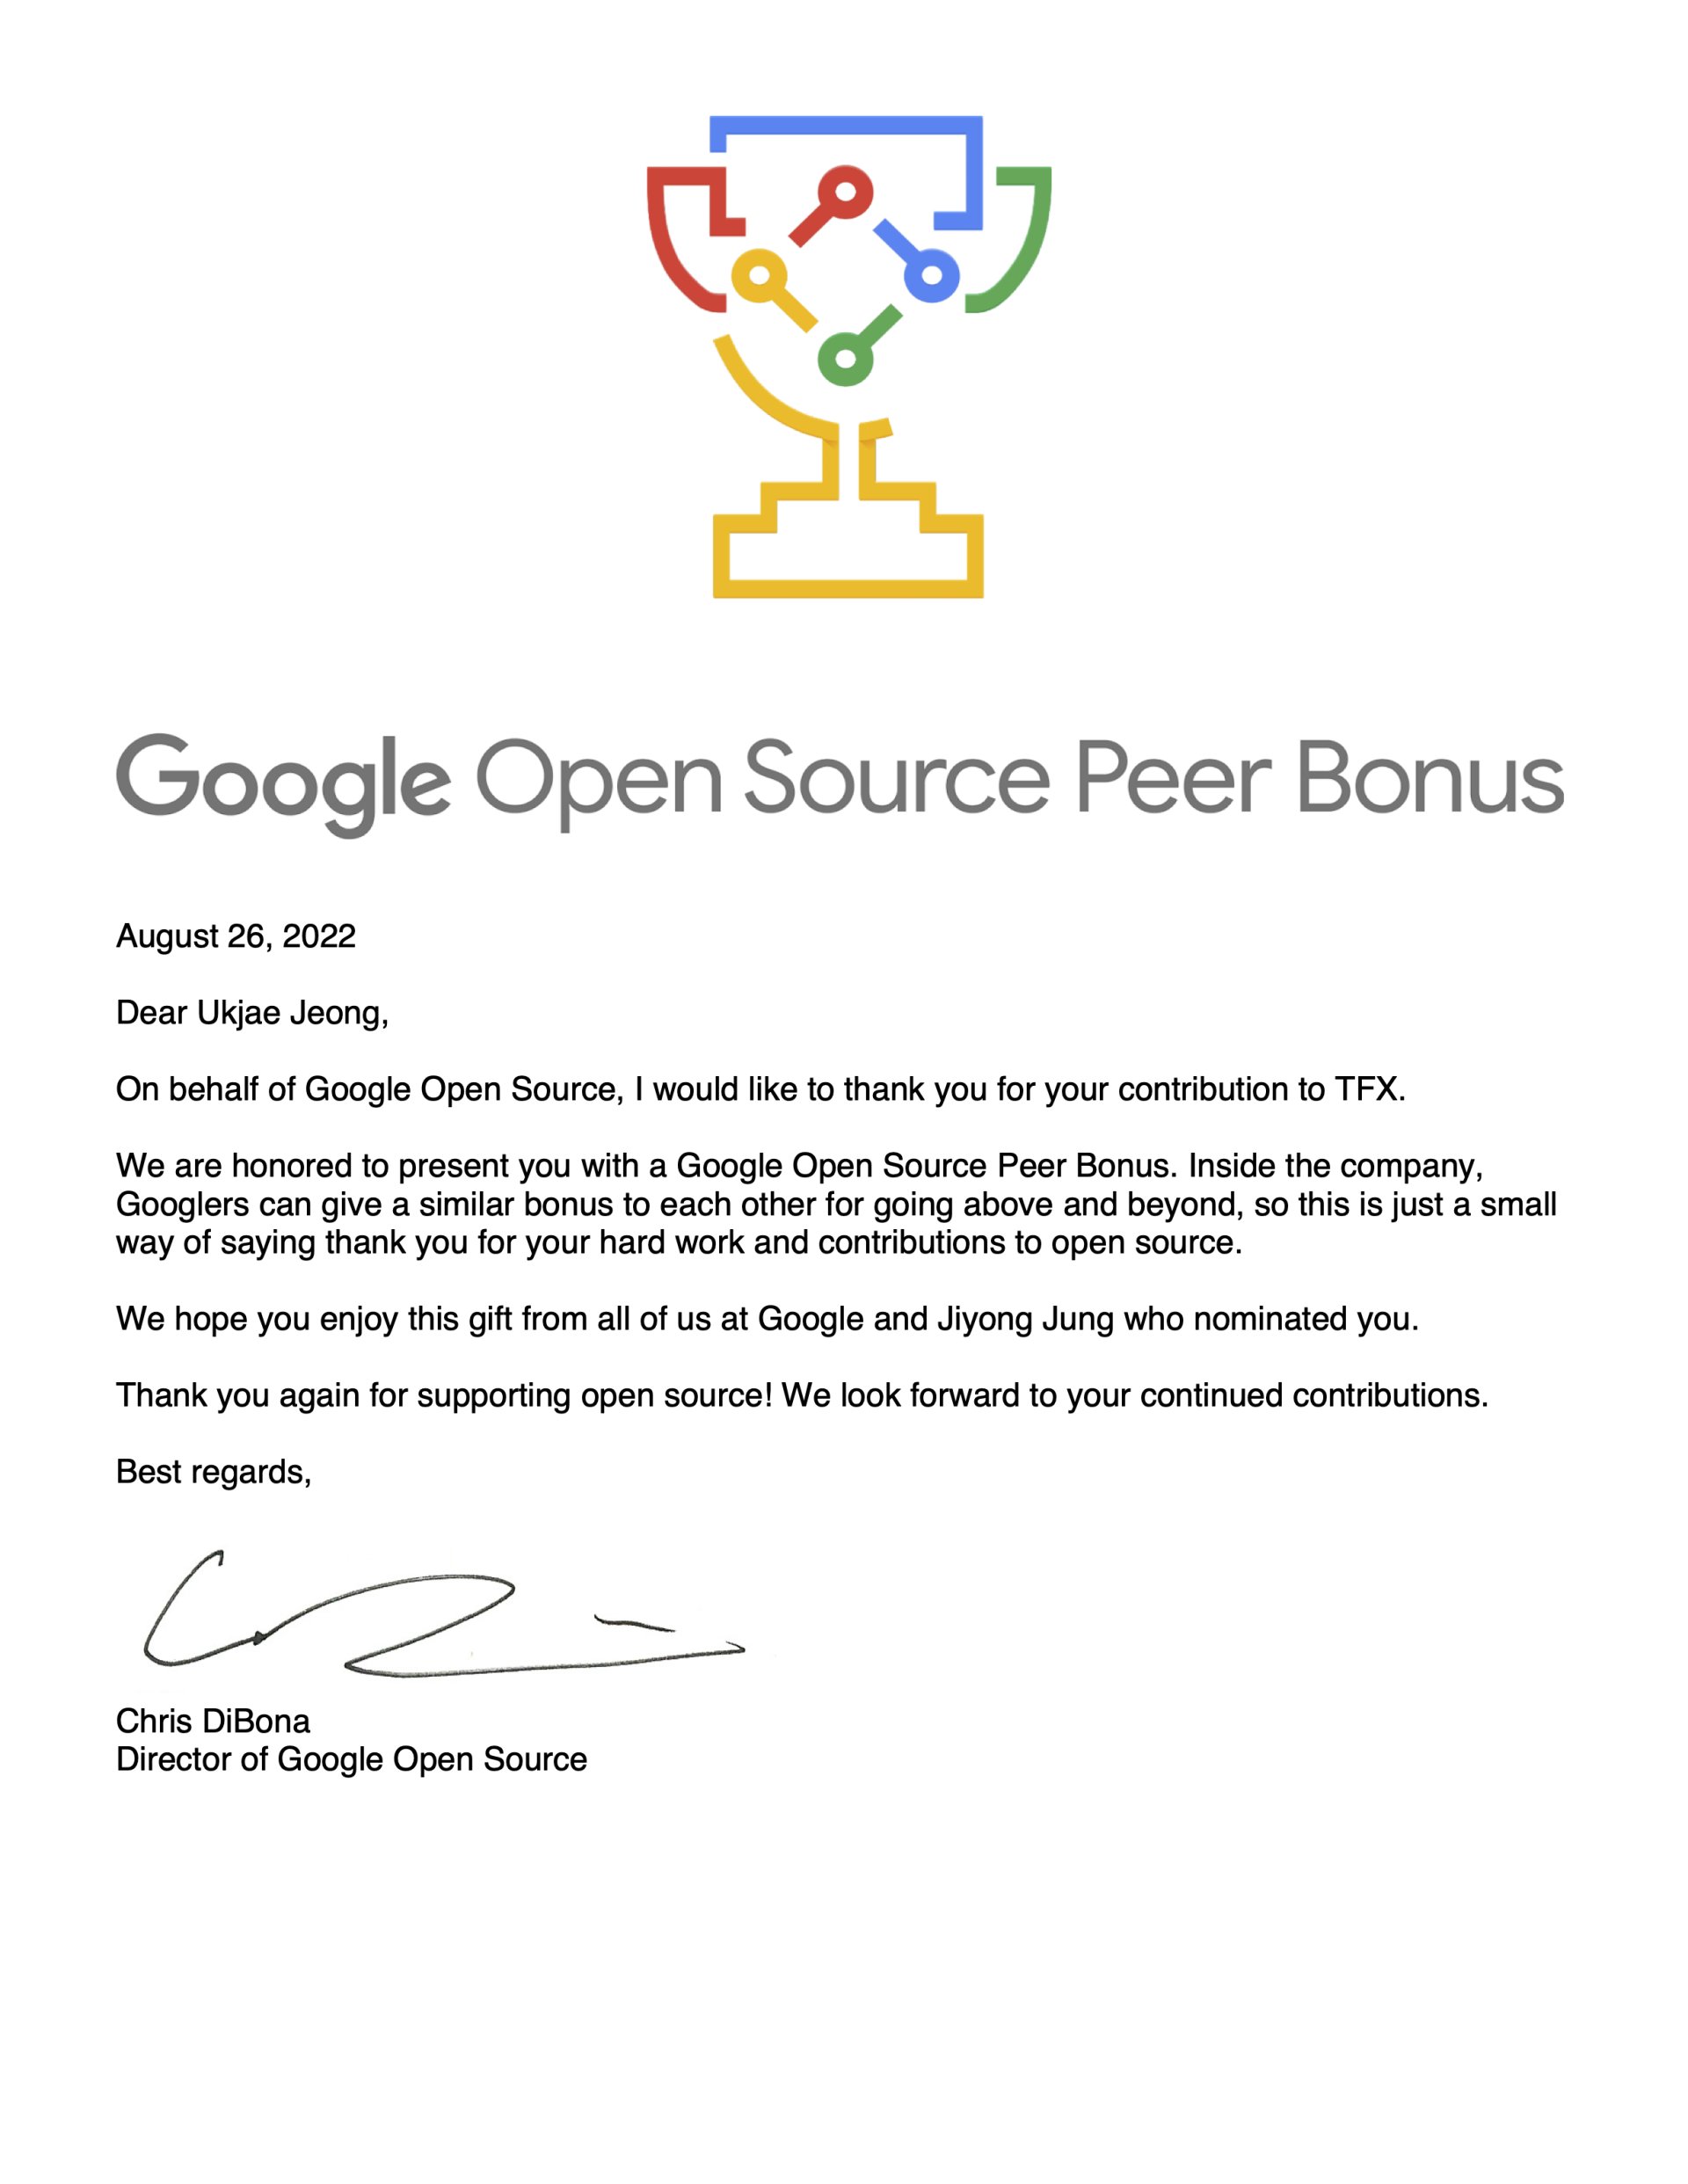 Google Open Source Peer Bonus
August 26, 2022
Dear Ukjae Jeong,
On behalf of Google Open Source, I would like to thank you for your contribution to TFX.
We are honored to present you with a Google Open Source Peer Bonus. Inside the company,
Googlers can give a similar bonus to each other for going above and beyond, so this is just a small
way of saying thank you for your hard work and contributions to open source.
We hope you enjoy this gift from all of us at Google and Jiyong Jung who nominated you.
Thank you again for supporting open source! We look forward to your continued contributions.
Best regards,
Chris DiBona
Director of Google Open Source